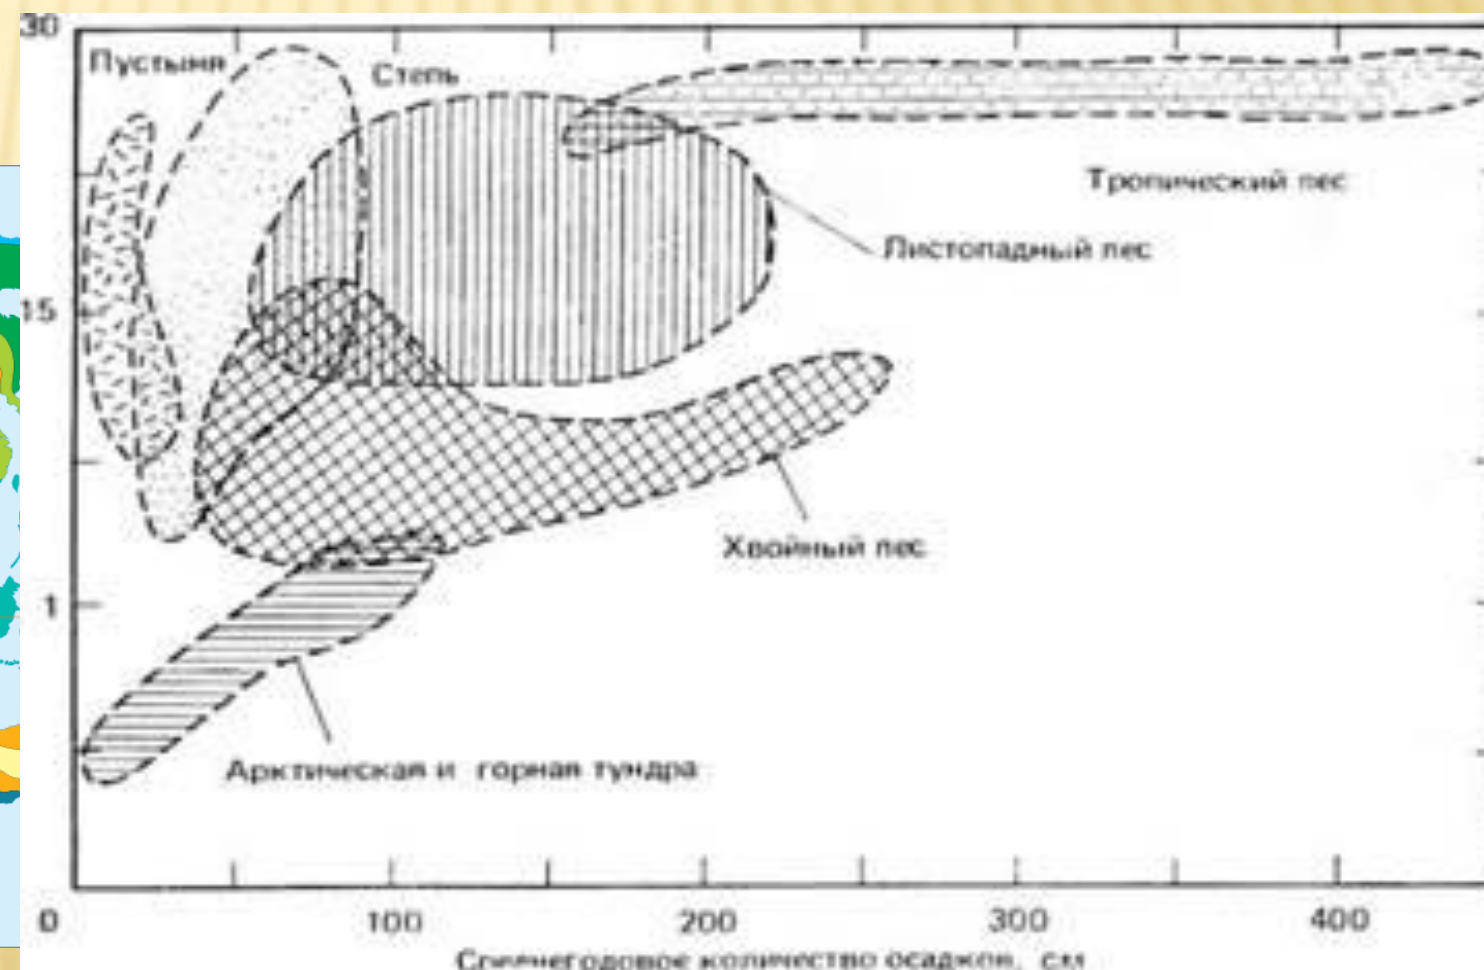 30
Пустыня
Степь
Тропический лес
Листопадный лес
15
Хвойный лес
1
Арктическая и горная тундра
0 100 200 300 400
Среднегодовое количество осадков, см